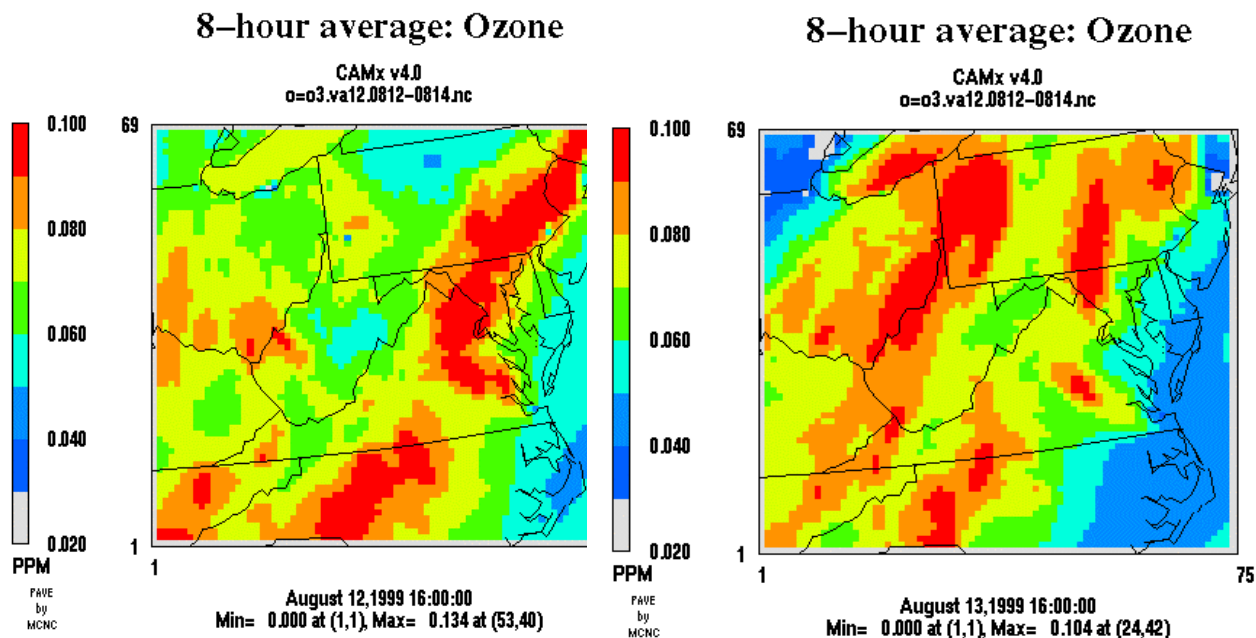 8-hour average: Ozone
CAMx v4.0
o=o3.va12.0812-0814.nc
0.100
0.080
0.060
0.040
0.020
PPM
PAVE
by
MCNC
69
1
1
August 12,1999 16:00:00
Min= 0.000 at (1,1), Max= 0.134 at (53,40)
8-hour average: Ozone
CAMx v4.0
o=o3.va12.0812-0814.nc
0.100
0.080
0.060
0.040
0.020
PPM
PAVE
by
MCNC
69
1
1 75
August 13,1999 16:00:00
Min= 0.000 at (1,1), Max= 0.104 at (24,42)